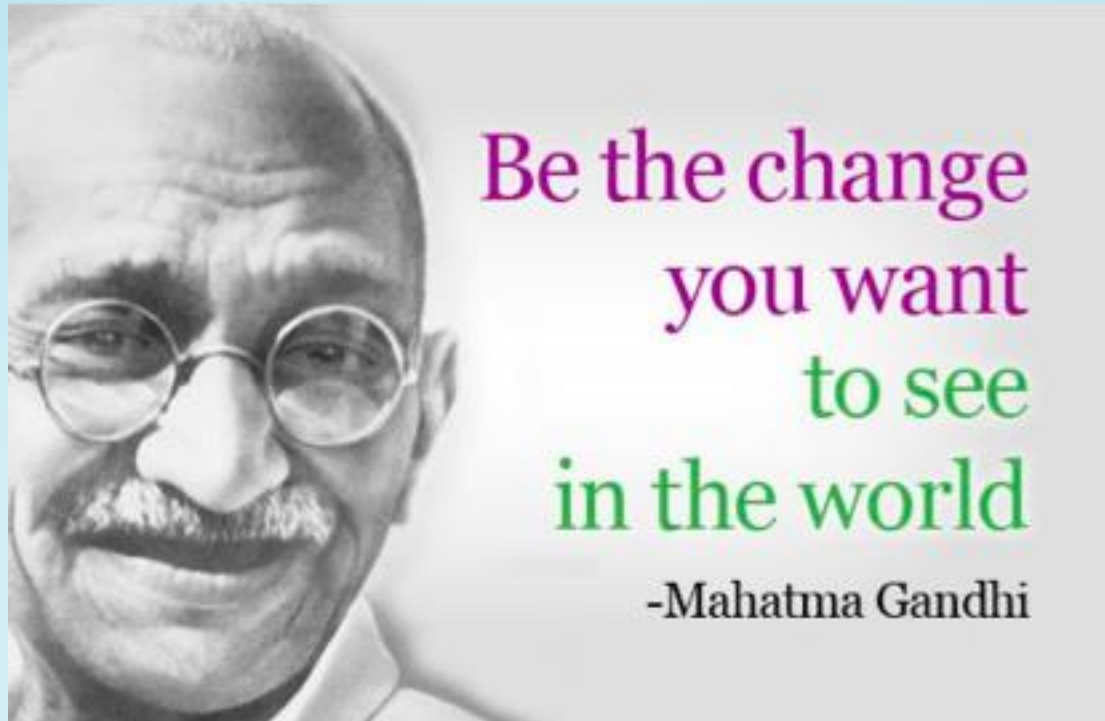 Be the change
you want
to see
in the world
-Mahatma Gandhi